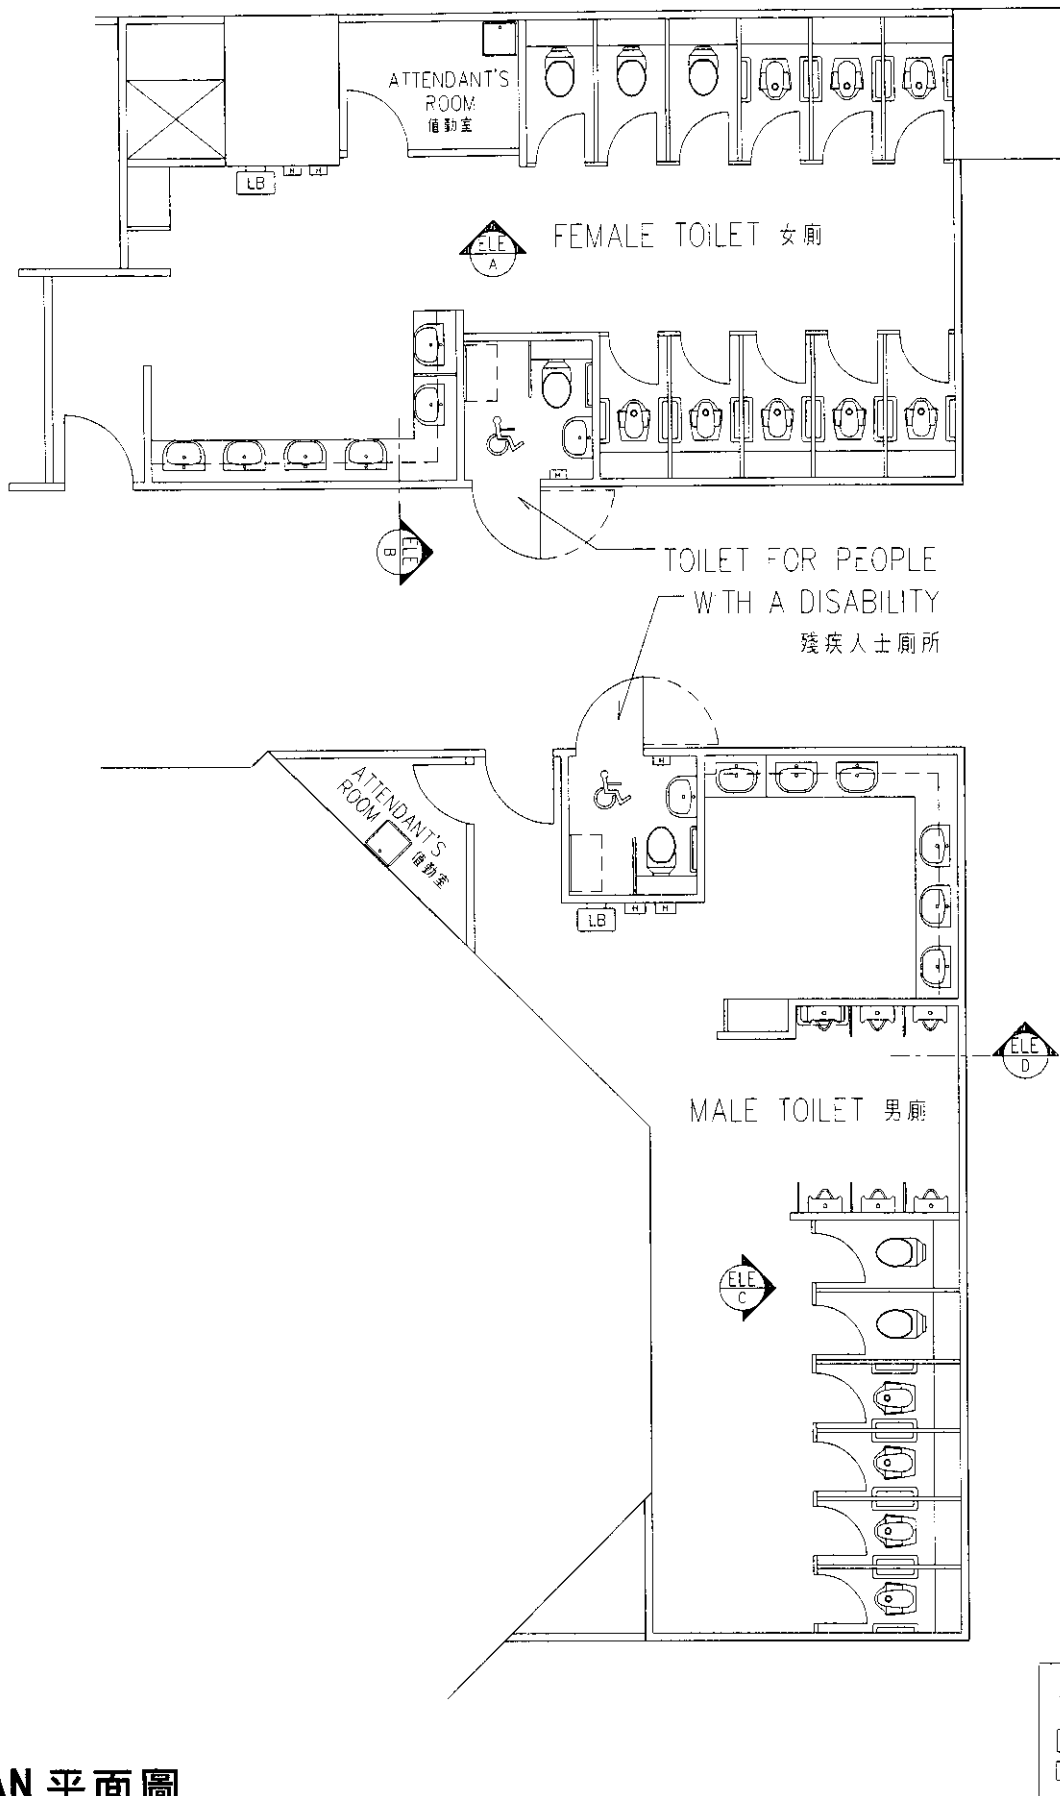 ATTENDANT'S
ROOM
值勤室
LB
H H
ELE
A
FEMALE TOILET 女廁
H
ELE
B
TOILET FOR PEOPLE
W TH A DISABILITY
殘疾人士廁所
ATTENDANT'S
ROOM
值勤室
H
LB
H H
ELE
D
MALE TOILET 男廁
ELE
C
AN 平面圖